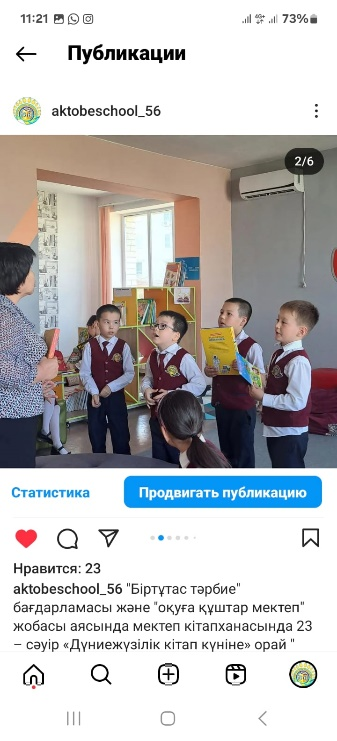 11:21
73%
Публикации
aktobeschool_56
2/6
Статистика
Продвигать публикацию
Нравится: 23
aktobeschool_56 "Біртұтас тәрбие"
бағдарламасы және "оқуға құштар мектеп"
жобасы аясында мектеп кітапханасында 23
– сәуір «Дүниежүзілік кітап күніне» орай "